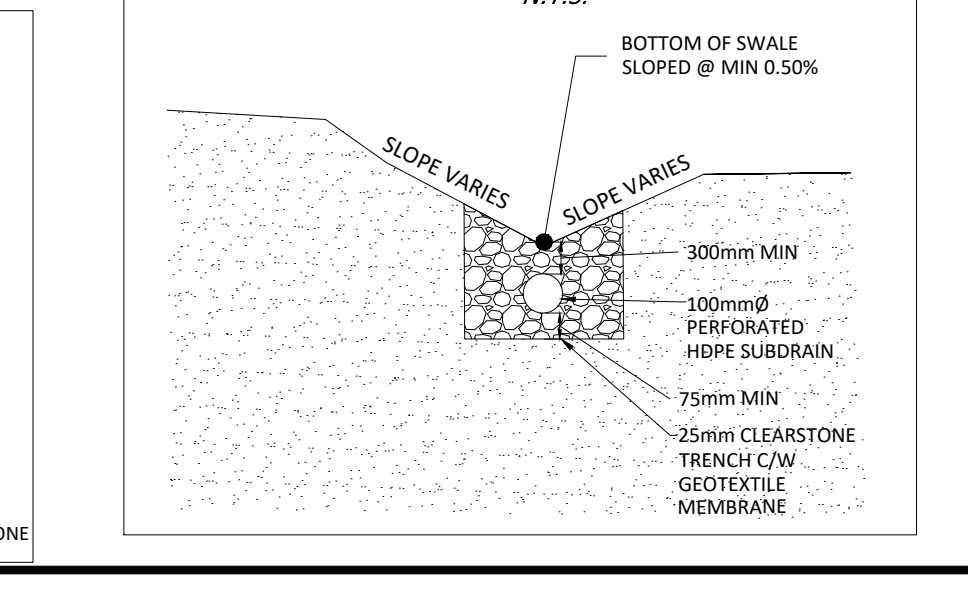 N.T.S.
BOTTOM OF SWALE
SLOPED @ MIN 0.50%
SLOPE VARIES
SLOPE VARIES
300mm MIN
100mmØ
PERFORATED
HDPE SUBDRAIN
75mm MIN
25mm CLEARSTONE
TRENCH C/W
GEOTEXTILE
MEMBRANE
ONE